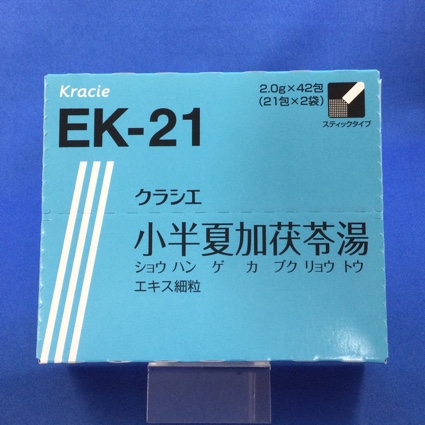 Kracie
2.0g×42包
(21包×2袋)
スティックタイプ
EK-21
クラシエ
小半夏加茯苓湯
ショウ ハン ゲ カ ブク リョウ トウ
エキス細粒